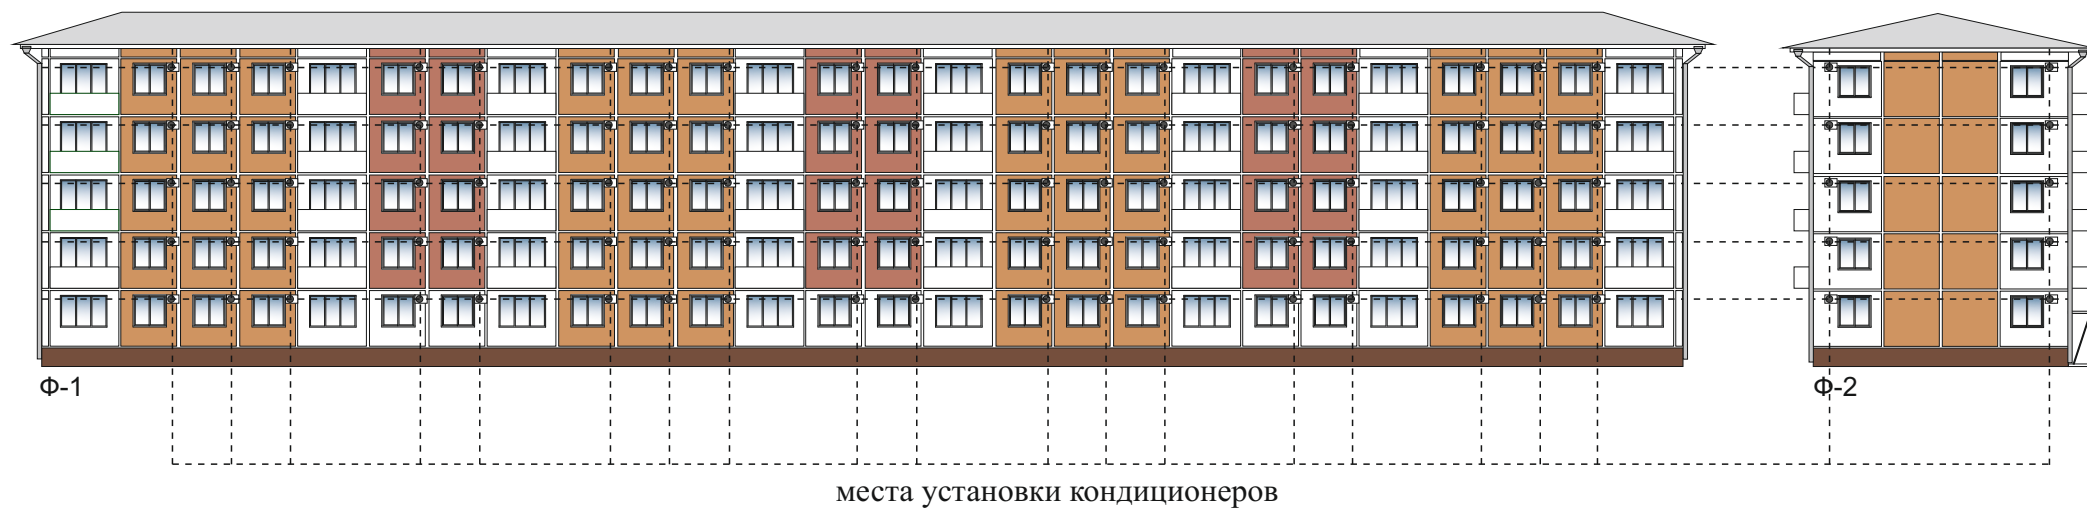 Ф-1
Ф-2
места установки кондиционеров